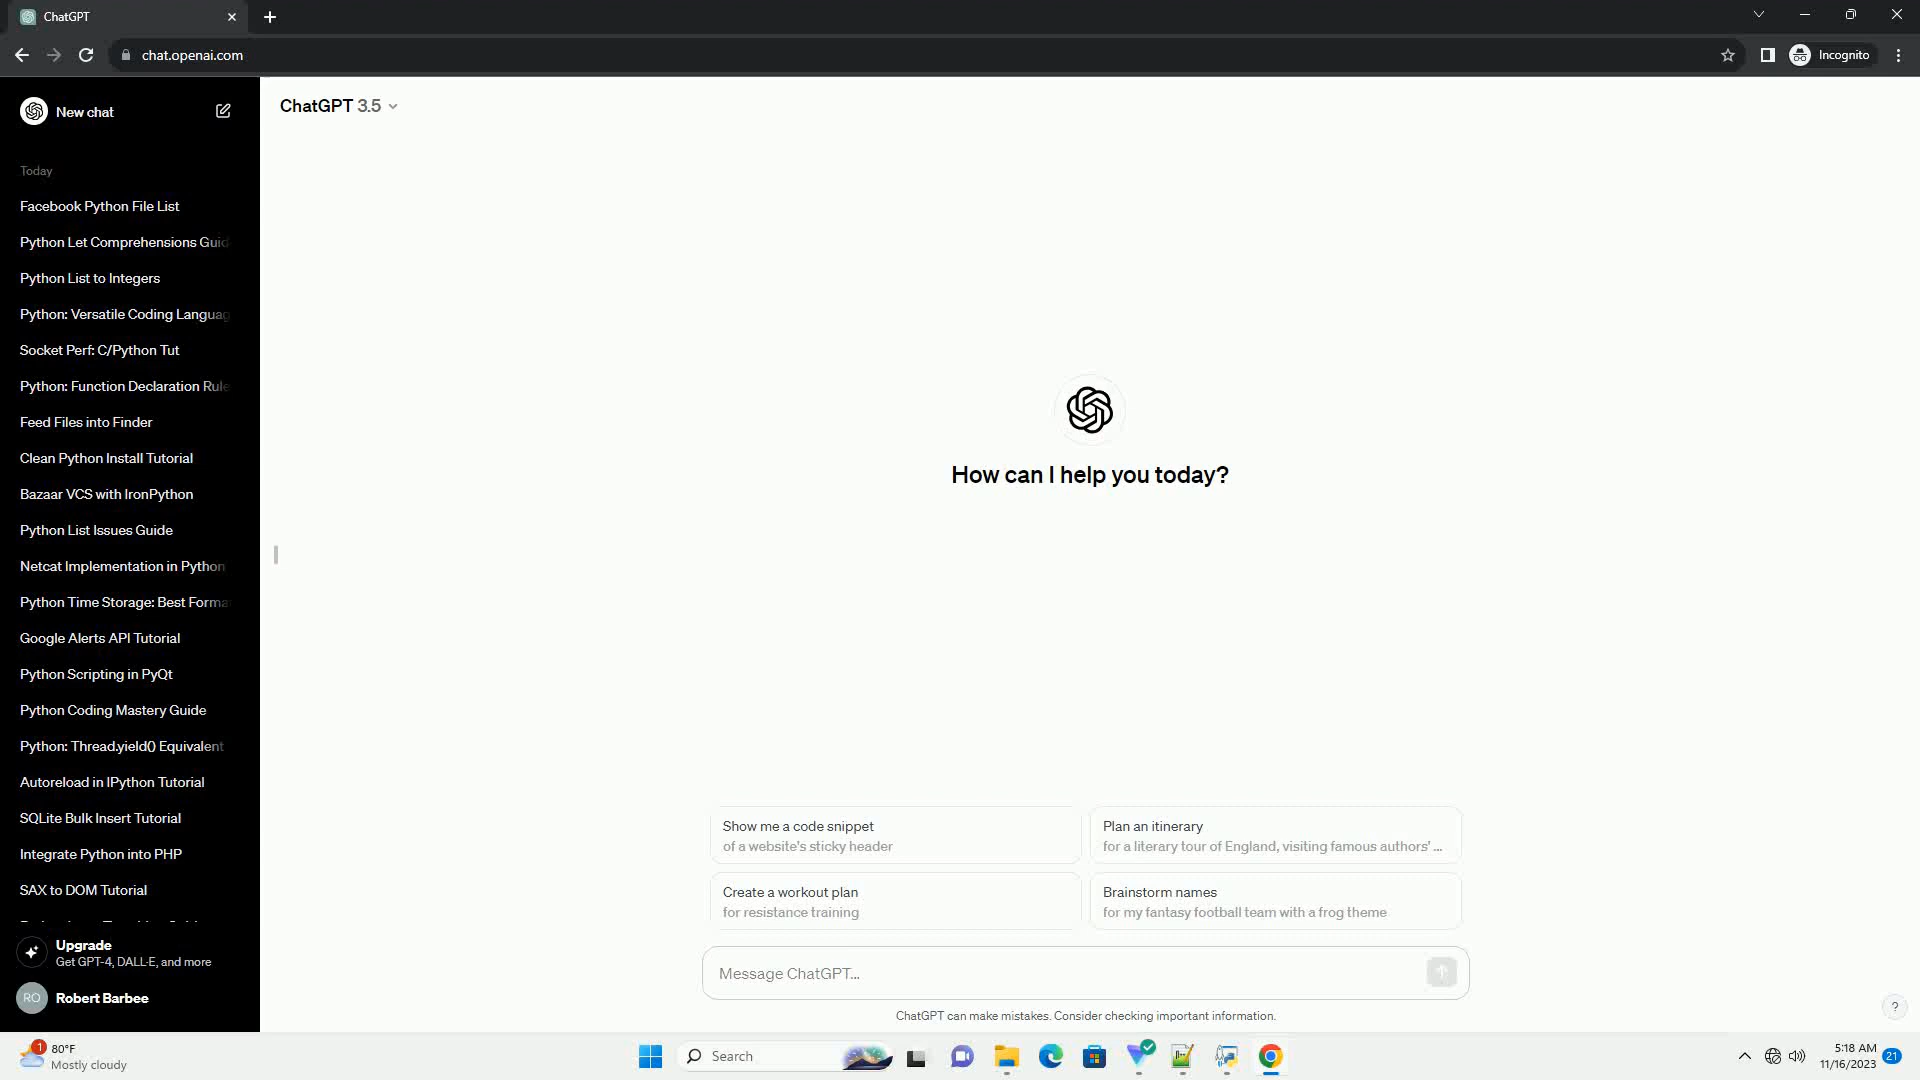 ChatGPT
chat.openai.com
Incognito
New chat
ChatGPT 3.5
Today
Facebook Python File List
Python Let Comprehensions Guid
Python List to Integers
Python: Versatile Coding Languag
Socket Perf: C/Python Tut
Python: Function Declaration Rule
Feed Files into Finder
Clean Python Install Tutorial
Bazaar VCS with IronPython
Python List Issues Guide
Netcat Implementation in Python
Python Time Storage: Best Forma
Google Alerts API Tutorial
Python Scripting in PyQt
Python Coding Mastery Guide
Python: Thread.yield() Equivalent
Autoreload in IPython Tutorial
SQLite Bulk Insert Tutorial
Integrate Python into PHP
SAX to DOM Tutorial
Upgrade
Get GPT-4, DALL·E, and more
RO
Robert Barbee
How can I help you today?
Show me a code snippet
of a website's sticky header
Plan an itinerary
for a literary tour of England, visiting famous authors' ...
Create a workout plan
for resistance training
Brainstorm names
for my fantasy football team with a frog theme
Message ChatGPT...
ChatGPT can make mistakes. Consider checking important information.
?
1
80°F
Mostly cloudy
Search
5:18 AM
11/16/2023
21